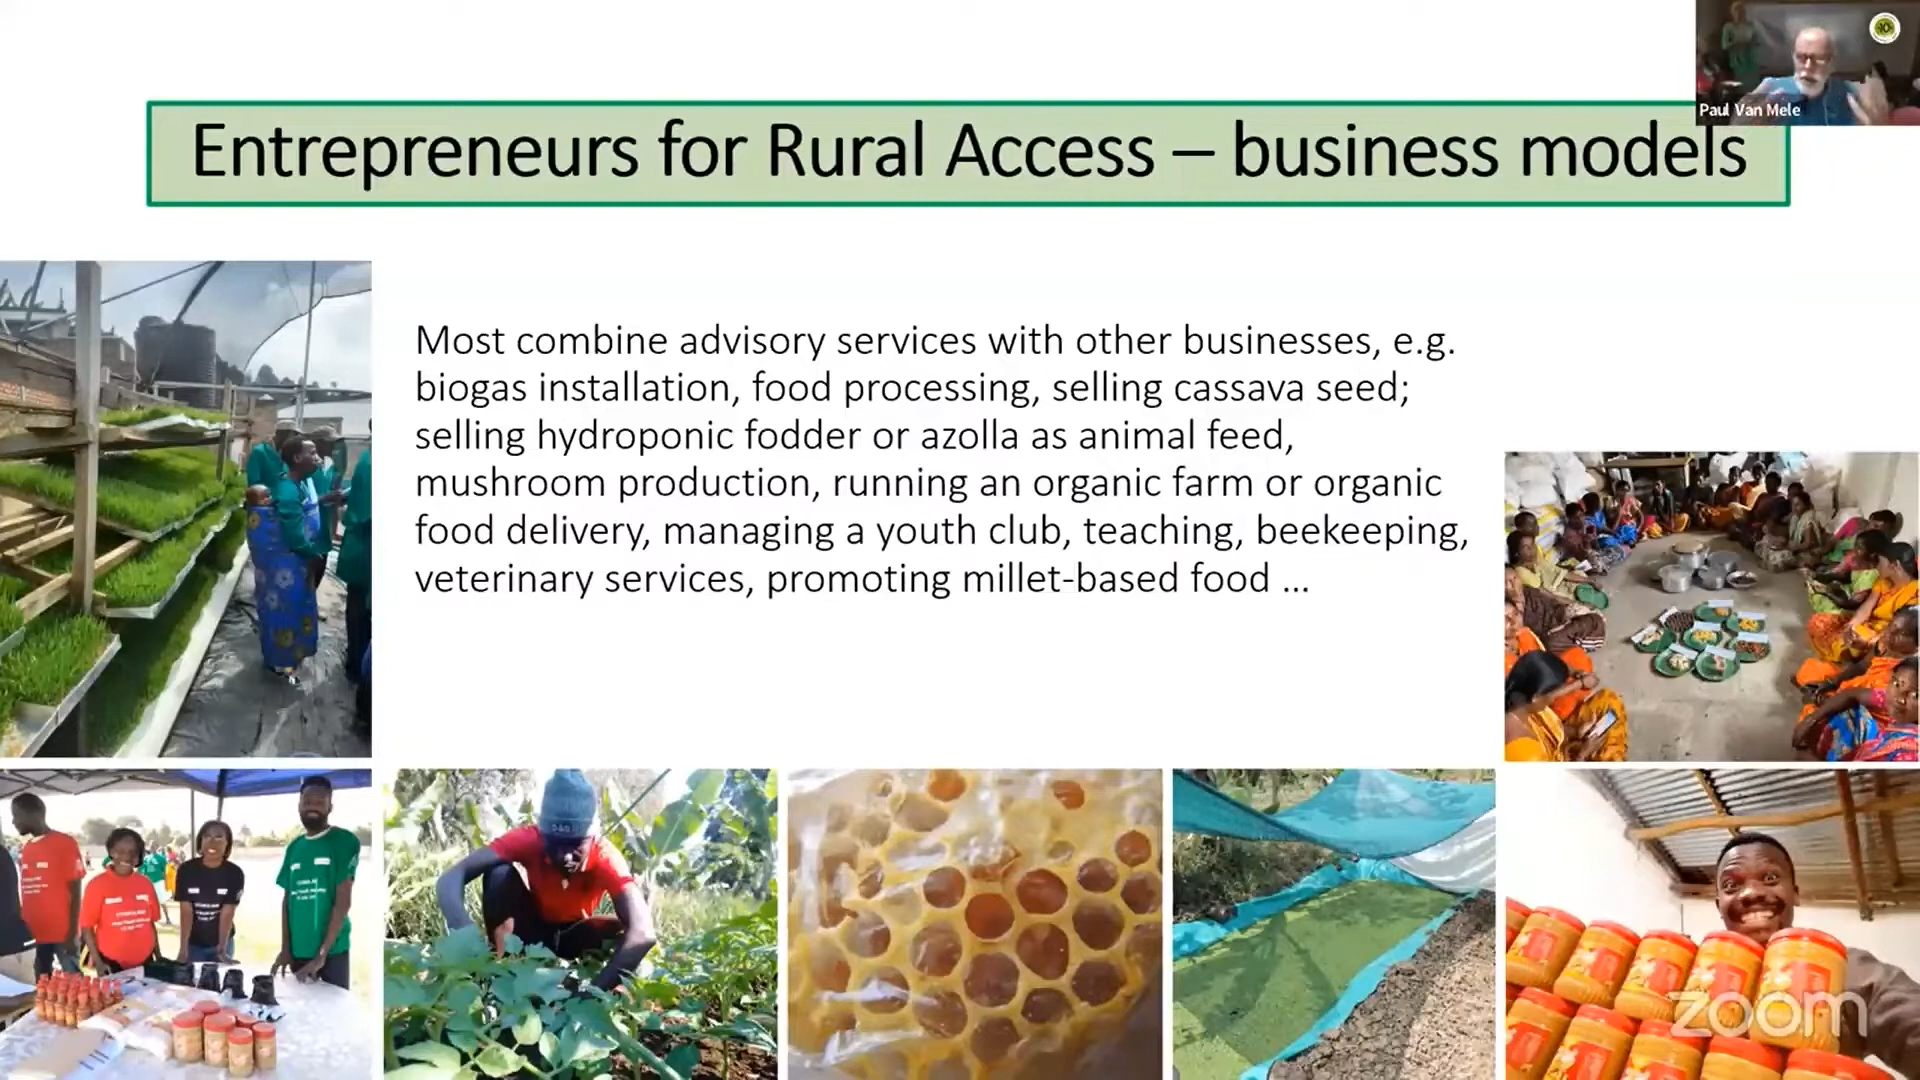 Paul Van Mele
Entrepreneurs for Rural Access – business models
Most combine advisory services with other businesses, e.g.
biogas installation, food processing, selling cassava seed;
selling hydroponic fodder or azolla as animal feed,
mushroom production, running an organic farm or organic
food delivery, managing a youth club, teaching, beekeeping,
veterinary services, promoting millet-based food ...
zoom